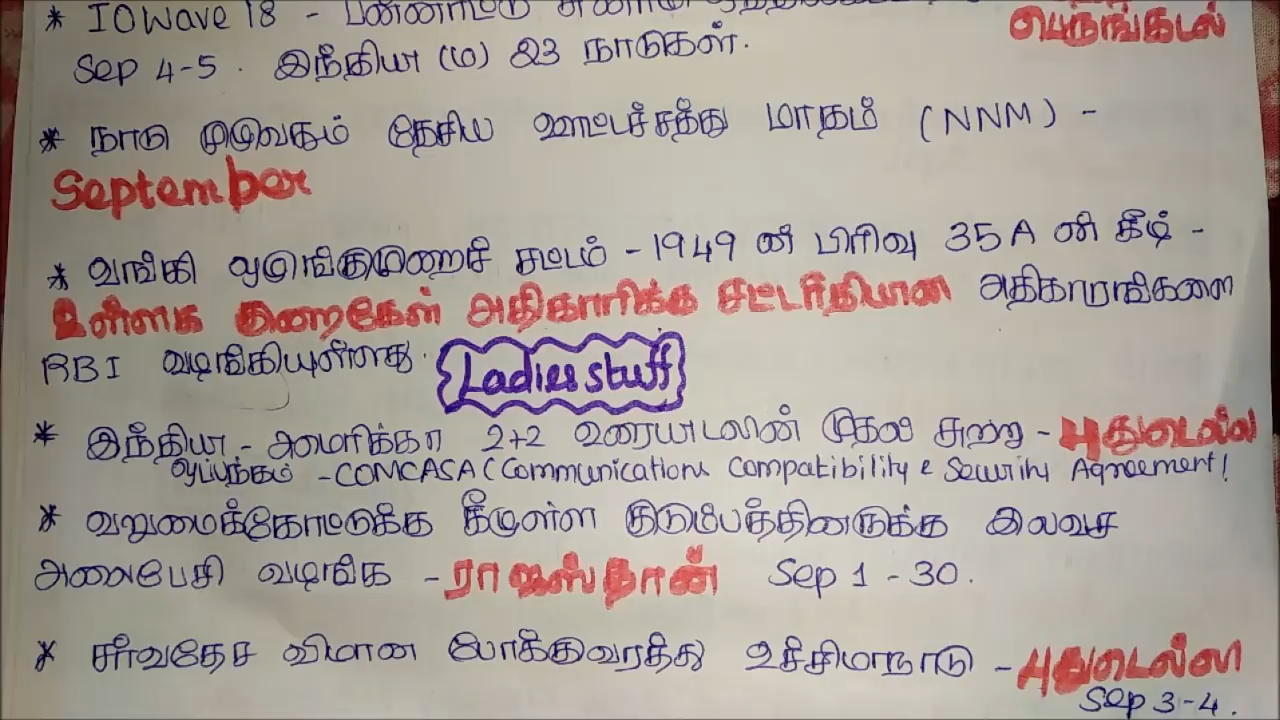 * IOWave 18 - பன்னாட்டு சுனாமி
பெருங்கடல்
Sep 4-5. இந்தியா (ம) 23 நாடுகள்.
* நாடு முழுவதும் தேசிய ஊட்டச்சத்து மாதம் (NNM) -
September
* வங்கி ஒழுங்குமுறைச் சட்டம் - 1949 ன் பிரிவு 35A ன் கீழ் -
உள்ளக குறைகேள் அதிகாரிக்கு சட்டரீதியான அதிகாரங்களை
RBI வழங்கியுள்ளது.
Ladies stuff
* இந்தியா - அமெரிக்கா 2+2 உரையாடலின் முதல் சுற்று - புதுடெல்லி
ஒப்பந்தம் - COMCASA (Communications Compatibility & Security Agreement)
* வறுமைக்கோட்டுக்கு கீழுள்ள குடும்பத்தினருக்கு இலவச
அலைபேசி வழங்க - ராஜஸ்தான் Sep 1 - 30.
* சர்வதேச விமான போக்குவரத்து உச்சிமாநாடு - புதுடெல்லி
Sep 3-4.